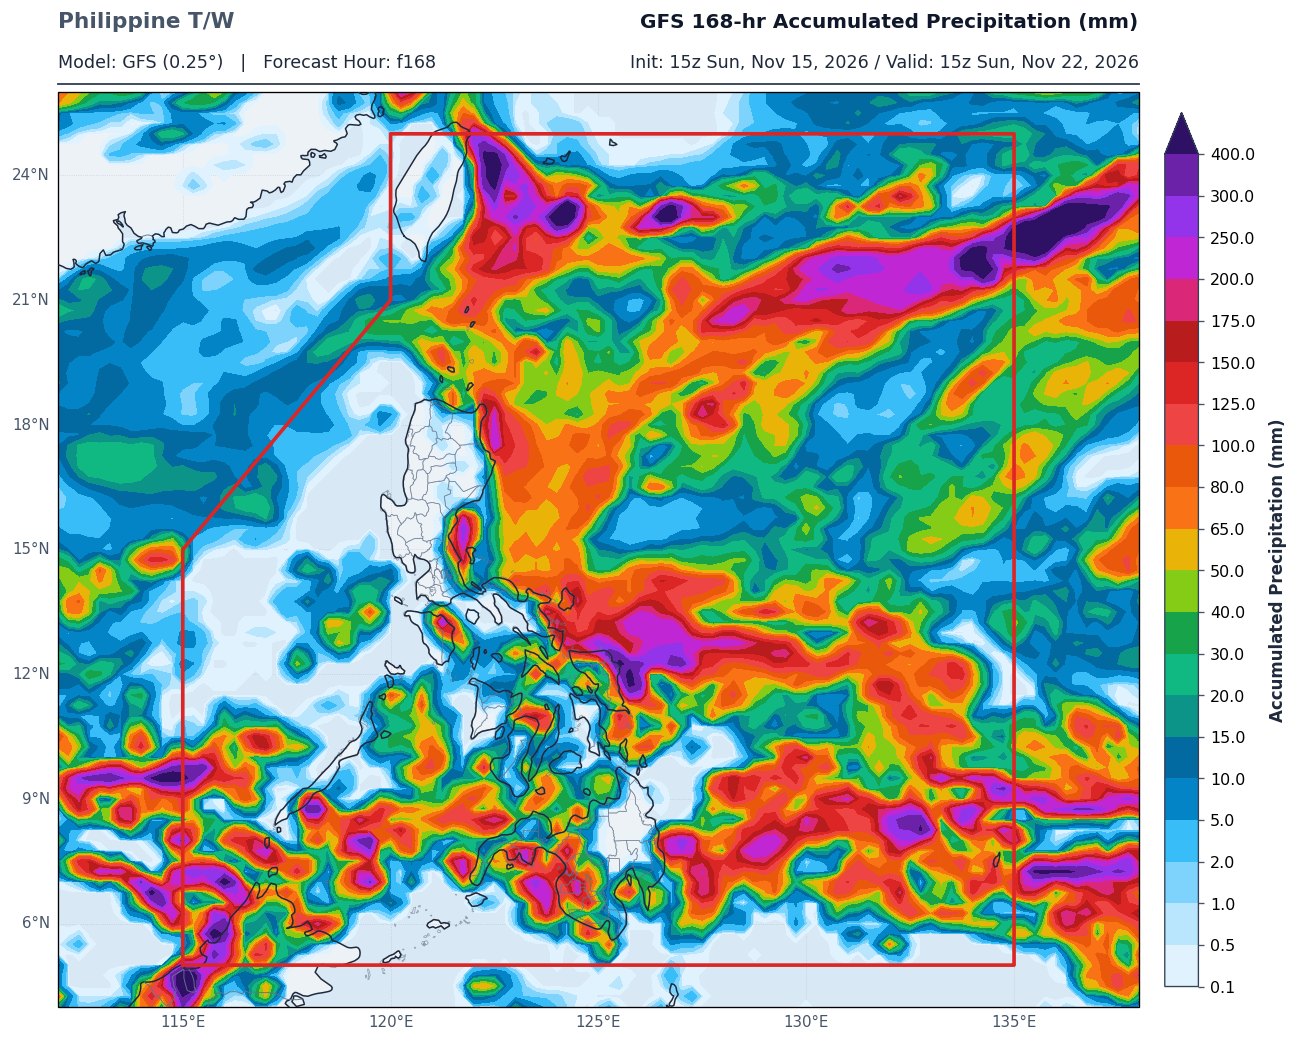 Philippine T/W
GFS 168-hr Accumulated Precipitation (mm)
Model: GFS (0.25°)   |   Forecast Hour: f168
Init: 15z Sun, Nov 15, 2026 / Valid: 15z Sun, Nov 22, 2026
24°N
21°N
18°N
15°N
12°N
9°N
6°N
115°E
120°E
125°E
130°E
135°E
400.0
300.0
250.0
200.0
175.0
150.0
125.0
100.0
80.0
65.0
50.0
40.0
30.0
20.0
15.0
10.0
5.0
2.0
1.0
0.5
0.1
Accumulated Precipitation (mm)